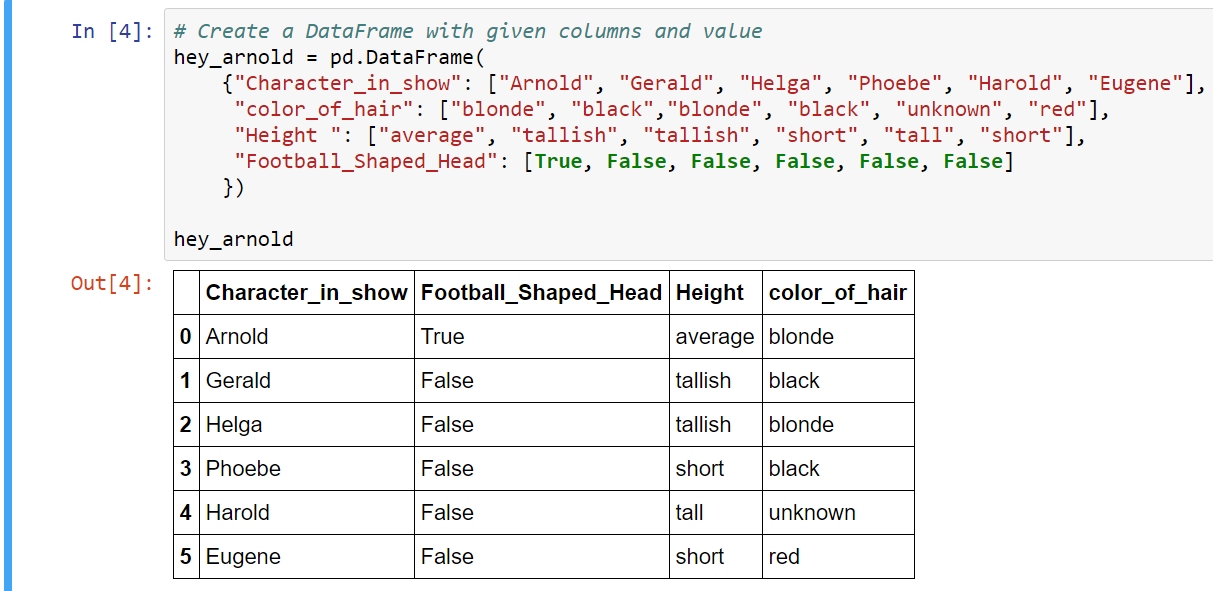 In [4]: # Create a DataFrame with given columns and value
hey_arnold = pd.DataFrame(
    {"Character_in_show": ["Arnold", "Gerald", "Helga", "Phoebe", "Harold", "Eugene"],
     "color_of_hair": ["blonde", "black","blonde", "black", "unknown", "red"],
     "Height ": ["average", "tallish", "tallish", "short", "tall", "short"],
     "Football_Shaped_Head": [True, False, False, False, False, False]
    })
hey_arnold
Out[4]:
Character_in_show Football_Shaped_Head Height color_of_hair
0 Arnold True average blonde
1 Gerald False tallish black
2 Helga False tallish blonde
3 Phoebe False short black
4 Harold False tall unknown
5 Eugene False short red